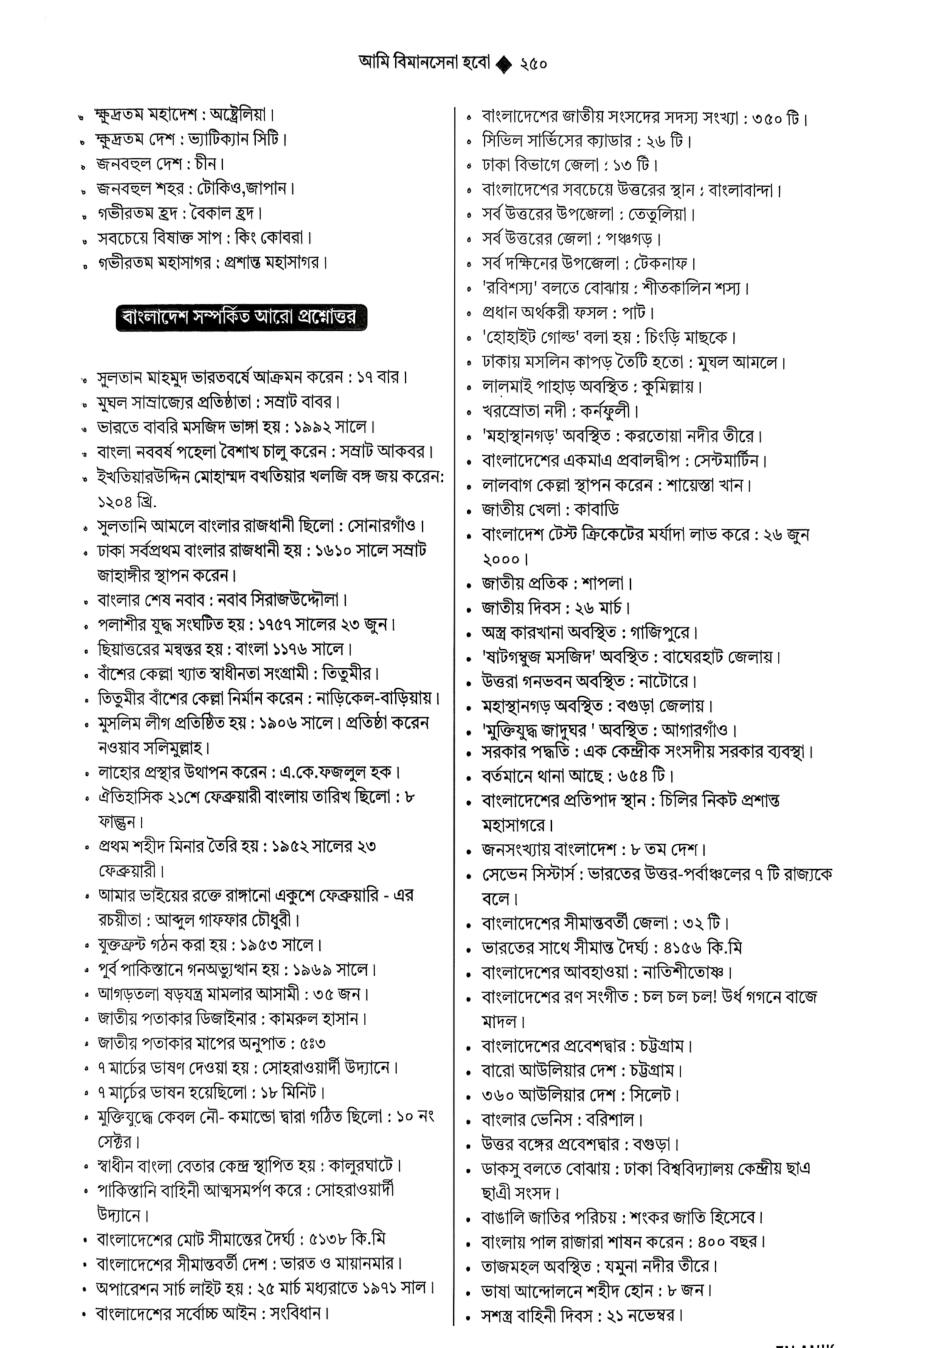 আমি বিমানসেনা হবো ◆ ২৫০
• ক্ষুদ্রতম মহাদেশ : অষ্ট্রেলিয়া।
• ক্ষুদ্রতম দেশ : ভ্যাটিক্যান সিটি।
• জনবহুল দেশ : চীন।
• জনবহুল শহর : টোকিও,জাপান।
• গভীরতম হ্রদ : বৈকাল হ্রদ।
• সবচেয়ে বিষাক্ত সাপ : কিং কোবরা।
• গভীরতম মহাসাগর : প্রশান্ত মহাসাগর।
বাংলাদেশ সম্পর্কিত আরো প্রশ্নোত্তর
• সুলতান মাহমুদ ভারতবর্ষে আক্রমন করেন : ১৭ বার।
• মুঘল সাম্রাজ্যের প্রতিষ্ঠাতা : সম্রাট বাবর।
• ভারতে বাবরি মসজিদ ভাঙ্গা হয় : ১৯৯২ সালে।
• বাংলা নববর্ষ পহেলা বৈশাখ চালু করেন : সম্রাট আকবর।
• ইখতিয়ারউদ্দিন মোহাম্মদ বখতিয়ার খলজি বঙ্গ জয় করেন:
১২০৪ খ্রি.
• সুলতানি আমলে বাংলার রাজধানী ছিলো : সোনারগাঁও।
• ঢাকা সর্বপ্রথম বাংলার রাজধানী হয় : ১৬১০ সালে সম্রাট
জাহাঙ্গীর স্থাপন করেন।
• বাংলার শেষ নবাব : নবাব সিরাজউদ্দৌলা।
• পলাশীর যুদ্ধ সংঘটিত হয় : ১৭৫৭ সালের ২৩ জুন।
• ছিয়াত্তরের মন্বন্তর হয় : বাংলা ১১৭৬ সালে।
• বাঁশের কেল্লা খ্যাত স্বাধীনতা সংগ্রামী : তিতুমীর।
• তিতুমীর বাঁশের কেল্লা নির্মান করেন : নাড়িকেল-বাড়িয়ায়।
• মুসলিম লীগ প্রতিষ্ঠিত হয় : ১৯০৬ সালে। প্রতিষ্ঠা করেন
নওয়াব সলিমুল্লাহ।
• লাহোর প্রস্থার উথাপন করেন : এ.কে.ফজলুল হক।
• ঐতিহাসিক ২১শে ফেব্রুয়ারী বাংলায় তারিখ ছিলো : ৮
ফাল্গুন।
• প্রথম শহীদ মিনার তৈরি হয় : ১৯৫২ সালের ২৩
ফেব্রুয়ারী।
• আমার ভাইয়ের রক্তে রাঙ্গানো একুশে ফেব্রুয়ারি - এর
রচয়ীতা : আব্দুল গাফফার চৌধুরী।
• যুক্তফ্রন্ট গঠন করা হয় : ১৯৫৩ সালে।
• পূর্ব পাকিস্তানে গনঅভ্যুত্থান হয় : ১৯৬৯ সালে।
• আগড়তলা ষড়যন্ত্র মামলার আসামী : ৩৫ জন।
• জাতীয় পতাকার ডিজাইনার : কামরুল হাসান।
• জাতীয় পতাকার মাপের অনুপাত : ৫ঃ৩
• ৭ মার্চের ভাষণ দেওয়া হয় : সোহরাওয়ার্দী উদ্যানে।
• ৭ মার্চের ভাষন হয়েছিলো : ১৮ মিনিট।
• মুক্তিযুদ্ধে কেবল নৌ- কমান্ডো দ্বারা গঠিত ছিলো : ১০ নং
সেক্টর।
• স্বাধীন বাংলা বেতার কেন্দ্র স্থাপিত হয় : কালুরঘাটে।
• পাকিস্তানি বাহিনী আত্মসমর্পণ করে : সোহরাওয়ার্দী
উদ্যানে।
• বাংলাদেশের মোট সীমান্তের দৈর্ঘ্য : ৫১৩৮ কি.মি
• বাংলাদেশের সীমান্তবর্তী দেশ : ভারত ও মায়ানমার।
• অপারেশন সার্চ লাইট হয় : ২৫ মার্চ মধ্যরাতে ১৯৭১ সাল।
• বাংলাদেশের সর্বোচ্চ আইন : সংবিধান।
• বাংলাদেশের জাতীয় সংসদের সদস্য সংখ্যা : ৩৫০ টি।
• সিভিল সার্ভিসের ক্যাডার : ২৬ টি।
• ঢাকা বিভাগে জেলা : ১৩ টি।
• বাংলাদেশের সবচেয়ে উত্তরের স্থান : বাংলাবান্দা।
• সর্ব উত্তরের উপজেলা : তেতুলিয়া।
• সর্ব উত্তরের জেলা : পঞ্চগড়।
• সর্ব দক্ষিনের উপজেলা : টেকনাফ।
• 'রবিশস্য' বলতে বোঝায় : শীতকালিন শস্য।
• প্রধান অর্থকরী ফসল : পাট।
• 'হোহাইট গোল্ড' বলা হয় : চিংড়ি মাছকে।
• ঢাকায় মসলিন কাপড় তৈটি হতো : মুঘল আমলে।
• লালমাই পাহাড় অবস্থিত : কুমিল্লায়।
• খরস্রোতা নদী : কর্নফুলী।
• 'মহাস্থানগড়' অবস্থিত : করতোয়া নদীর তীরে।
• বাংলাদেশের একমাএ প্রবালদ্বীপ : সেন্টমার্টিন।
• লালবাগ কেল্লা স্থাপন করেন : শায়েস্তা খান।
• জাতীয় খেলা : কাবাডি
• বাংলাদেশ টেস্ট ক্রিকেটের মর্যাদা লাভ করে : ২৬ জুন
২০০০।
• জাতীয় প্রতিক : শাপলা।
• জাতীয় দিবস : ২৬ মার্চ।
• অস্ত্র কারখানা অবস্থিত : গাজিপুরে।
• 'ষাটগম্বুজ মসজিদ' অবস্থিত : বাঘেরহাট জেলায়।
• উত্তরা গনভবন অবস্থিত : নাটোরে।
• মহাস্থানগড় অবস্থিত : বগুড়া জেলায়।
• 'মুক্তিযুদ্ধ জাদুঘর ' অবস্থিত : আগারগাঁও।
• সরকার পদ্ধতি : এক কেন্দ্রীক সংসদীয় সরকার ব্যবস্থা।
• বর্তমানে থানা আছে : ৬৫৪ টি।
• বাংলাদেশের প্রতিপাদ স্থান : চিলির নিকট প্রশান্ত
মহাসাগরে।
• জনসংখ্যায় বাংলাদেশ : ৮ তম দেশ।
• সেভেন সিস্টার্স : ভারতের উত্তর-পর্বাঞ্চলের ৭ টি রাজ্যকে
বলে।
• বাংলাদেশের সীমান্তবর্তী জেলা : ৩২ টি।
• ভারতের সাথে সীমান্ত দৈর্ঘ্য : ৪১৫৬ কি.মি
• বাংলাদেশের আবহাওয়া : নাতিশীতোষ্ণ।
• বাংলাদেশের রণ সংগীত : চল চল চল! উর্ধ গগনে বাজে
মাদল।
• বাংলাদেশের প্রবেশদ্বার : চট্টগ্রাম।
• বারো আউলিয়ার দেশ : চট্টগ্রাম।
• ৩৬০ আউলিয়ার দেশ : সিলেট।
• বাংলার ভেনিস : বরিশাল।
• উত্তর বঙ্গের প্রবেশদ্বার : বগুড়া।
• ডাকসু বলতে বোঝায় : ঢাকা বিশ্ববিদ্যালয় কেন্দ্রীয় ছাএ
ছাএী সংসদ।
• বাঙালি জাতির পরিচয় : শংকর জাতি হিসেবে।
• বাংলায় পাল রাজারা শাষন করেন : ৪০০ বছর।
• তাজমহল অবস্থিত : যমুনা নদীর তীরে।
• ভাষা আন্দোলনে শহীদ হোন : ৮ জন।
• সশস্ত্র বাহিনী দিবস : ২১ নভেম্বর।